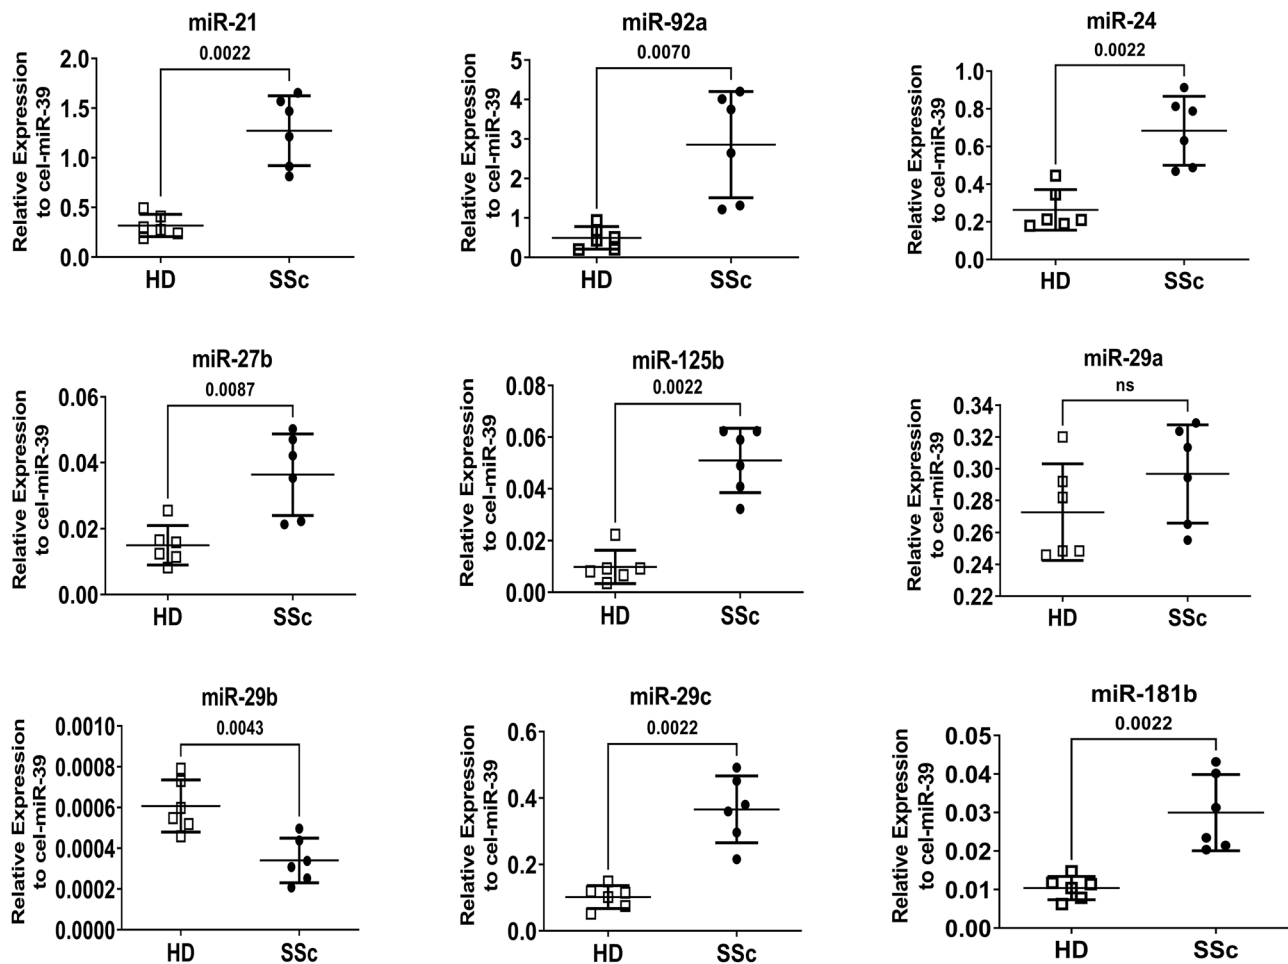 miR-21
0.0022
Relative Expression
to cel-miR-39
2.0
1.5
1.0
0.5
0.0
HD
SSc
miR-92a
0.0070
Relative Expression
to cel-miR-39
5
4
3
2
1
0
HD
SSc
miR-24
0.0022
Relative Expression
to cel-miR-39
1.0
0.8
0.6
0.4
0.2
0.0
HD
SSc
miR-27b
0.0087
Relative Expression
to cel-miR-39
0.06
0.04
0.02
0.00
HD
SSc
miR-125b
0.0022
Relative Expression
to cel-miR-39
0.08
0.06
0.04
0.02
0.00
HD
SSc
miR-29a
ns
Relative Expression
to cel-miR-39
0.34
0.32
0.30
0.28
0.26
0.24
0.22
HD
SSc
miR-29b
0.0043
Relative Expression
to cel-miR-39
0.0010
0.0008
0.0006
0.0004
0.0002
0.0000
HD
SSc
miR-29c
0.0022
Relative Expression
to cel-miR-39
0.6
0.4
0.2
0.0
HD
SSc
miR-181b
0.0022
Relative Expression
to cel-miR-39
0.05
0.04
0.03
0.02
0.01
0.00
HD
SSc